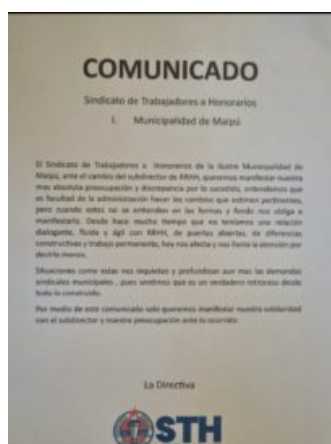 COMUNICADO
Sindicato de Trabajadores a Honorarios
I. Municipalidad de Maipú
El Sindicato de Trabajadores a Honorarios de la Ilustre Municipalidad de
Maipú, ante el cambio del subdirector de RRHH, queremos manifestar nuestra
mas absoluta preocupación y discrepancia por lo sucedido, entendemos que
es facultad de la administración hacer los cambios que estimen pertinentes,
pero cuando estos no se entienden en las formas y fondo nos obliga a
manifestarlo. Desde hace mucho tiempo que no teníamos una relación
dialogante, fluida y ágil con RRHH, de puertas abiertas, de diferencias
constructivas y trabajo permanente, hoy nos afecta y nos llama la atención por
decirlo menos.
Situaciones como estas nos inquietan y profundizan aun mas las demandas
sindicales municipales , pues sentimos que es un verdadero retroceso desde
todo lo construido.
Por medio de este comunicado solo queremos manifestar nuestra solidaridad
con el subdirector y nuestra preocupación ante lo ocurrido.
La Directiva
STH